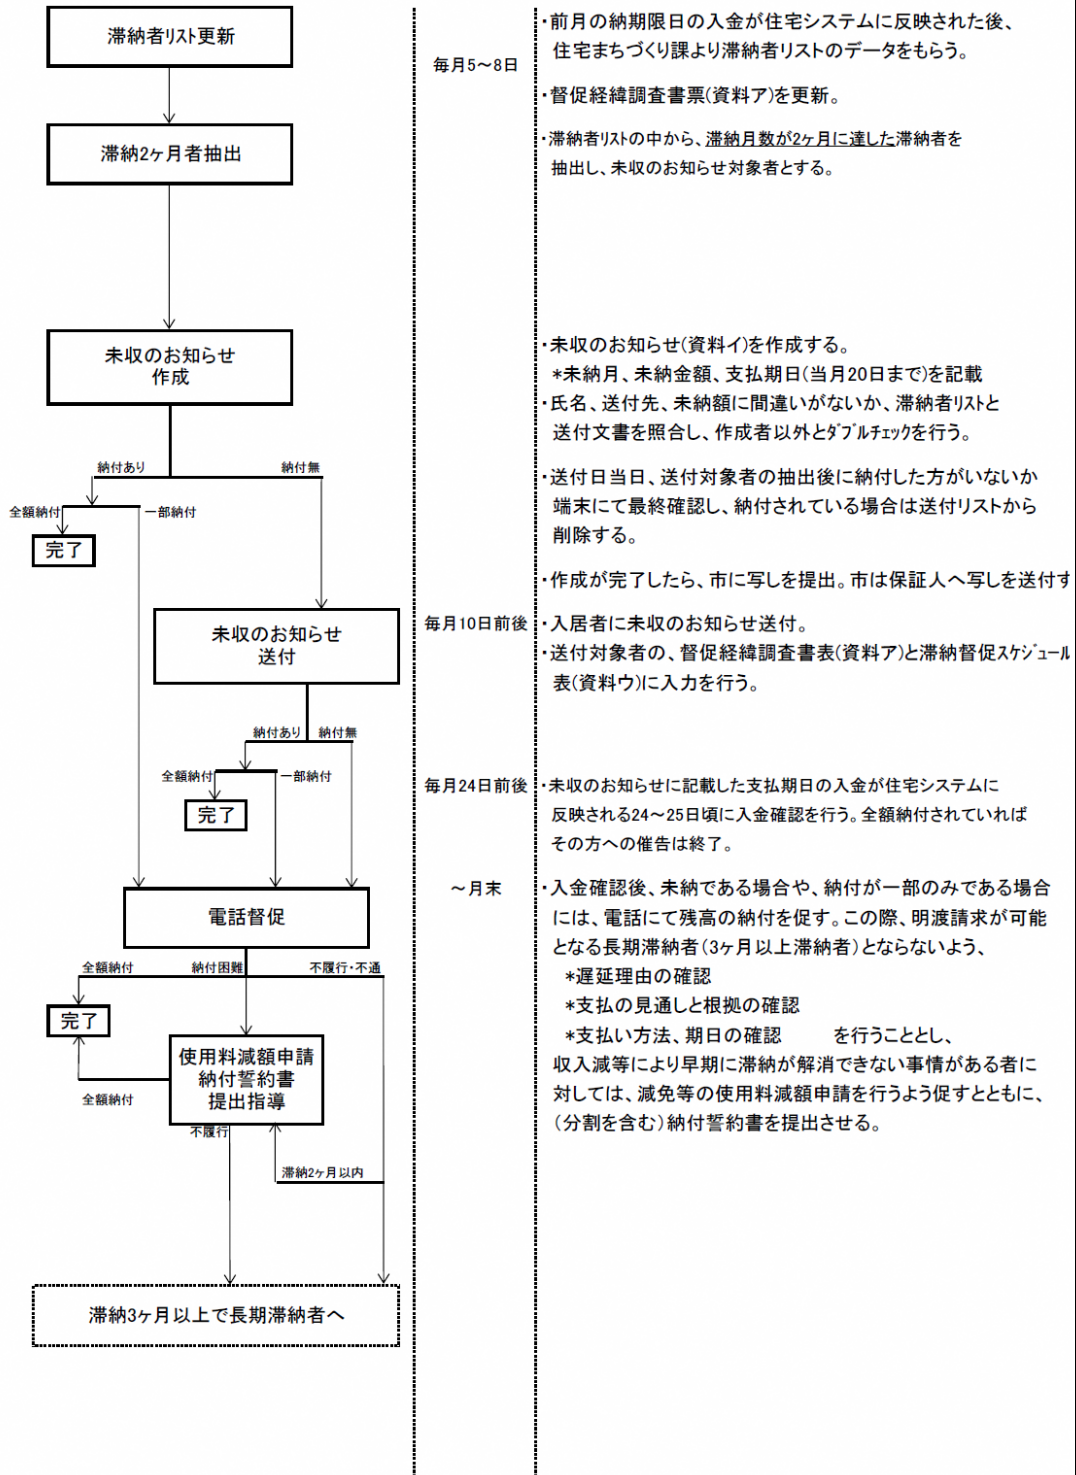 滞納者リスト更新
毎月5～8日
・前月の納期限日の入金が住宅システムに反映された後、
住宅まちづくり課より滞納者リストのデータをもらう。
・督促経緯調査書票(資料ア)を更新。
滞納2ヶ月者抽出
・滞納者リストの中から、滞納月数が2ヶ月に達した滞納者を
抽出し、未収のお知らせ対象者とする。
未収のお知らせ
作成
・未収のお知らせ(資料イ)を作成する。
*未納月、未納金額、支払期日(当月20日まで)を記載
・氏名、送付先、未納額に間違いがないか、滞納者リストと
送付文書を照合し、作成者以外とダブルチェックを行う。
納付あり
納付無
全額納付
一部納付
完了
・送付日当日、送付対象者の抽出後に納付した方がいないか
端末にて最終確認し、納付されている場合は送付リストから
削除する。
・作成が完了したら、市に写しを提出。市は保証人へ写しを送付す
未収のお知らせ
送付
毎月10日前後
・入居者に未収のお知らせ送付。
・送付対象者の、督促経緯調査書表(資料ア)と滞納督促スケジュール
表(資料ウ)に入力を行う。
納付あり
納付無
全額納付
一部納付
完了
毎月24日前後
・未収のお知らせに記載した支払期日の入金が住宅システムに
反映される24～25日頃に入金確認を行う。全額納付されていれば
その方への催告は終了。
電話督促
～月末
・入金確認後、未納である場合や、納付が一部のみである場合
には、電話にて残高の納付を促す。この際、明渡請求が可能
となる長期滞納者(3ヶ月以上滞納者)とならないよう、
*遅延理由の確認
*支払の見通しと根拠の確認
*支払い方法、期日の確認　　を行うこととし、
収入減等により早期に滞納が解消できない事情がある者に
対しては、減免等の使用料減額申請を行うよう促すとともに、
(分割を含む)納付誓約書を提出させる。
全額納付
納付困難
不履行・不通
完了
使用料減額申請
納付誓約書
提出指導
全額納付
不履行
滞納2ヶ月以内
滞納3ヶ月以上で長期滞納者へ